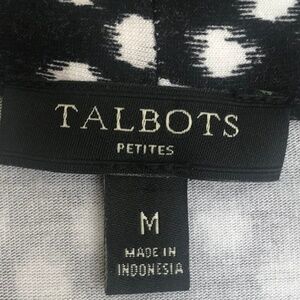 TALBOTS
PETITES
M
MADE IN
INDONESIA